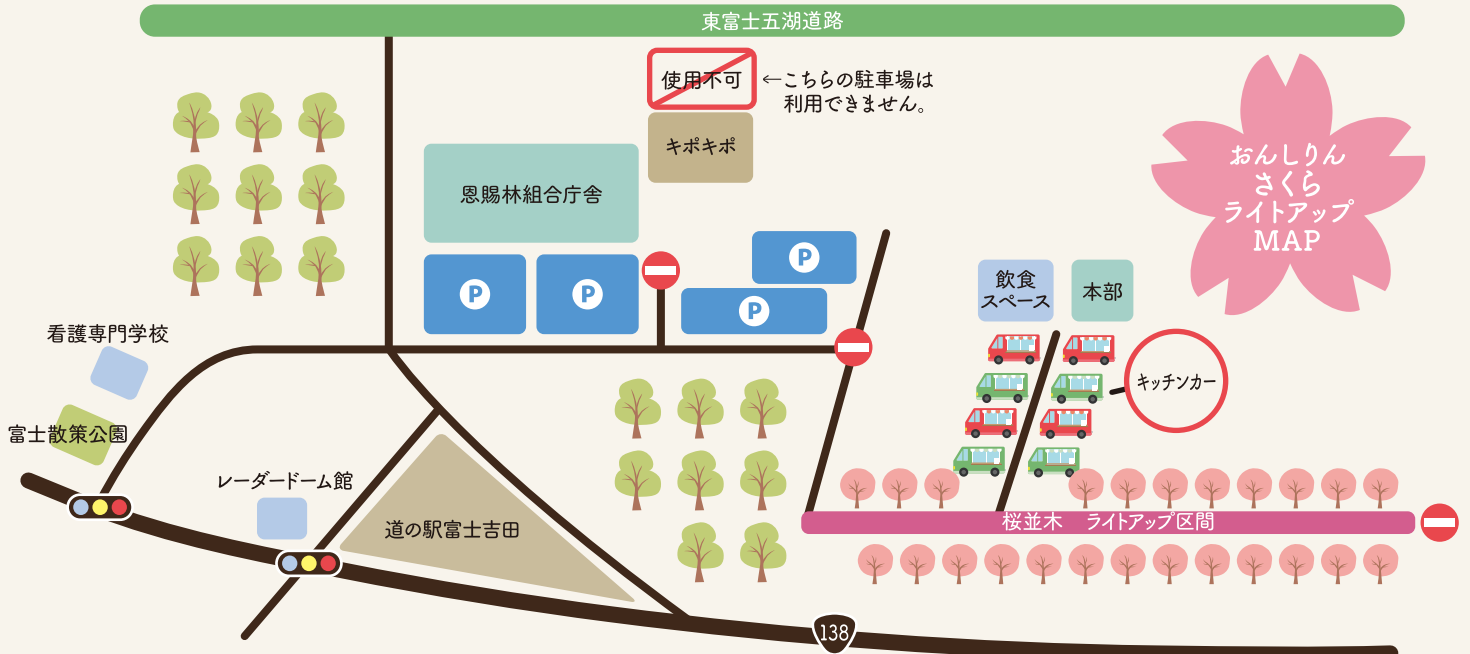 東富士五湖道路
使用不可
←こちらの駐車場は
利用できません。
キポキポ
恩賜林組合庁舎
おんしりん
さくら
ライトアップ
MAP
P
P
P
P
飲食
スペース
本部
キッチンカー
看護専門学校
富士散策公園
レーダードーム館
道の駅富士吉田
桜並木　ライトアップ区間
138